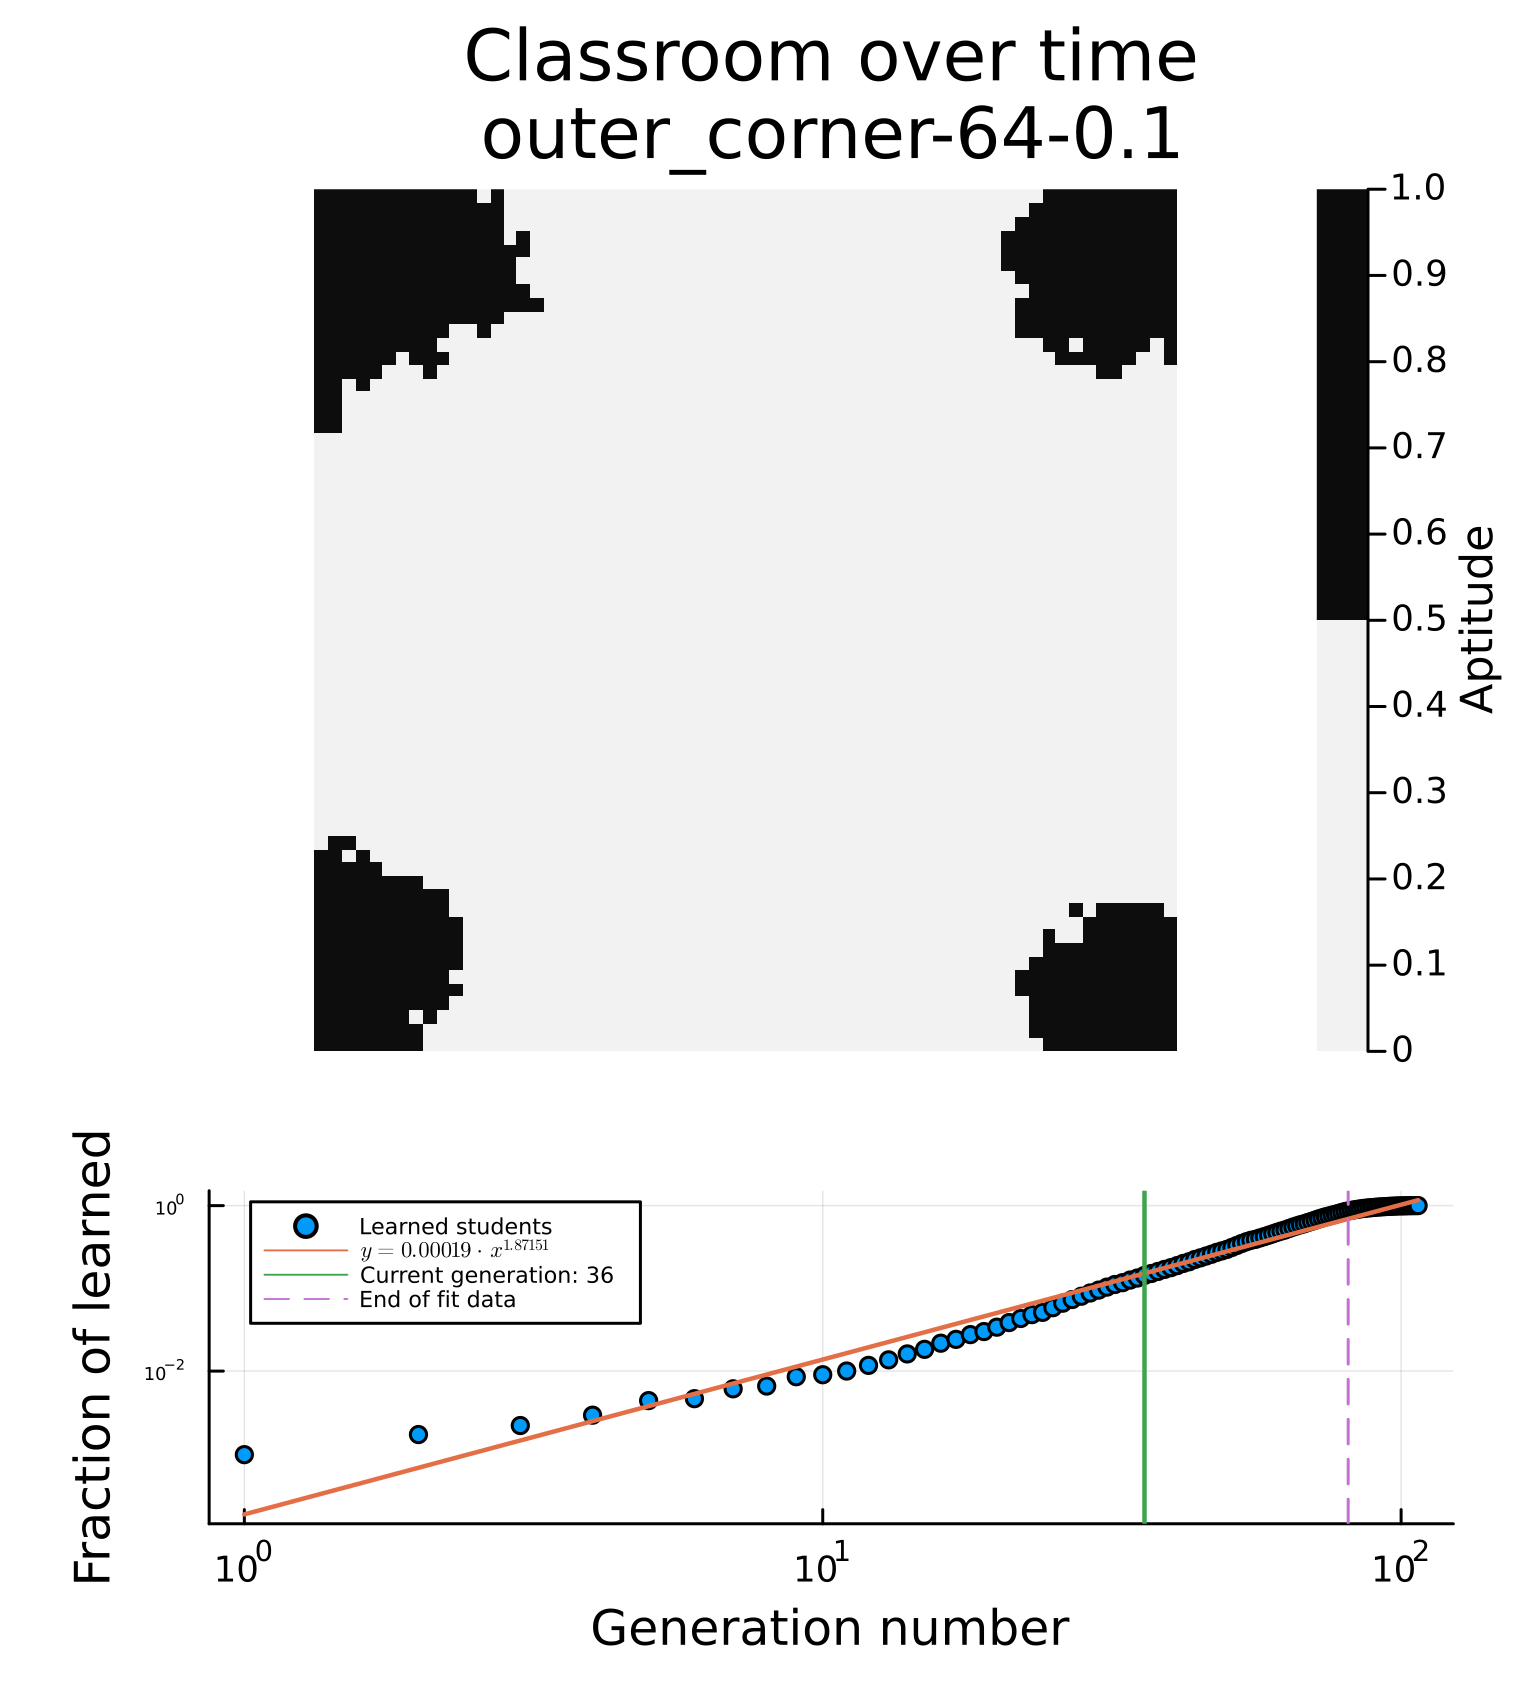 Classroom over time
outer_corner-64-0.1
1.0
0.9
0.8
0.7
0.6
0.5
0.4
0.3
0.2
0.1
0
Aptitude
Fraction of learned
10⁰
10⁻²
Learned students
y = 0.00019 · x^1.87151
Current generation: 36
End of fit data
10⁰
10¹
10²
Generation number